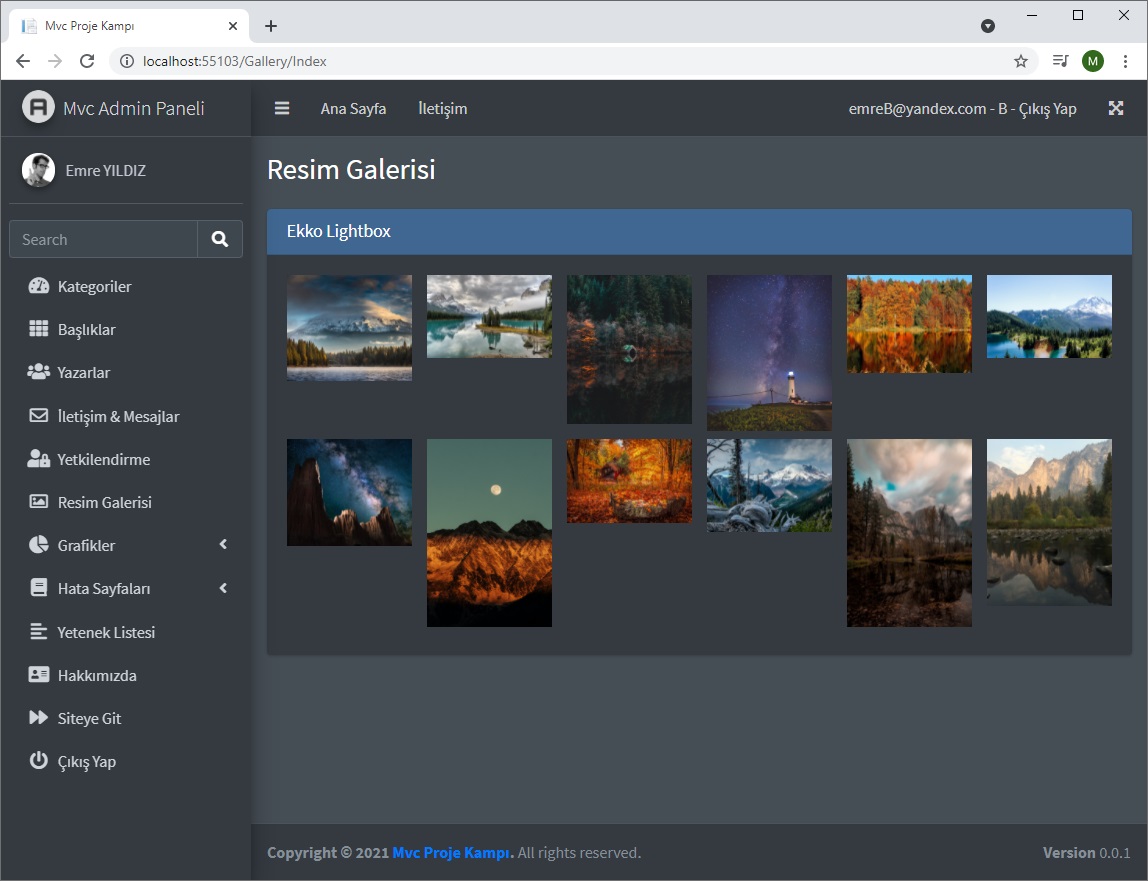 Mvc Proje Kampı
localhost:55103/Gallery/Index
M
Mvc Admin Paneli
Ana Sayfa
İletişim
emreB@yandex.com - B - Çıkış Yap
Emre YILDIZ
Search
Kategoriler
Başlıklar
Yazarlar
İletişim & Mesajlar
Yetkilendirme
Resim Galerisi
Grafikler
Hata Sayfaları
Yetenek Listesi
Hakkımızda
Siteye Git
Çıkış Yap
Resim Galerisi
Ekko Lightbox
Copyright © 2021 Mvc Proje Kampı. All rights reserved.
Version 0.0.1